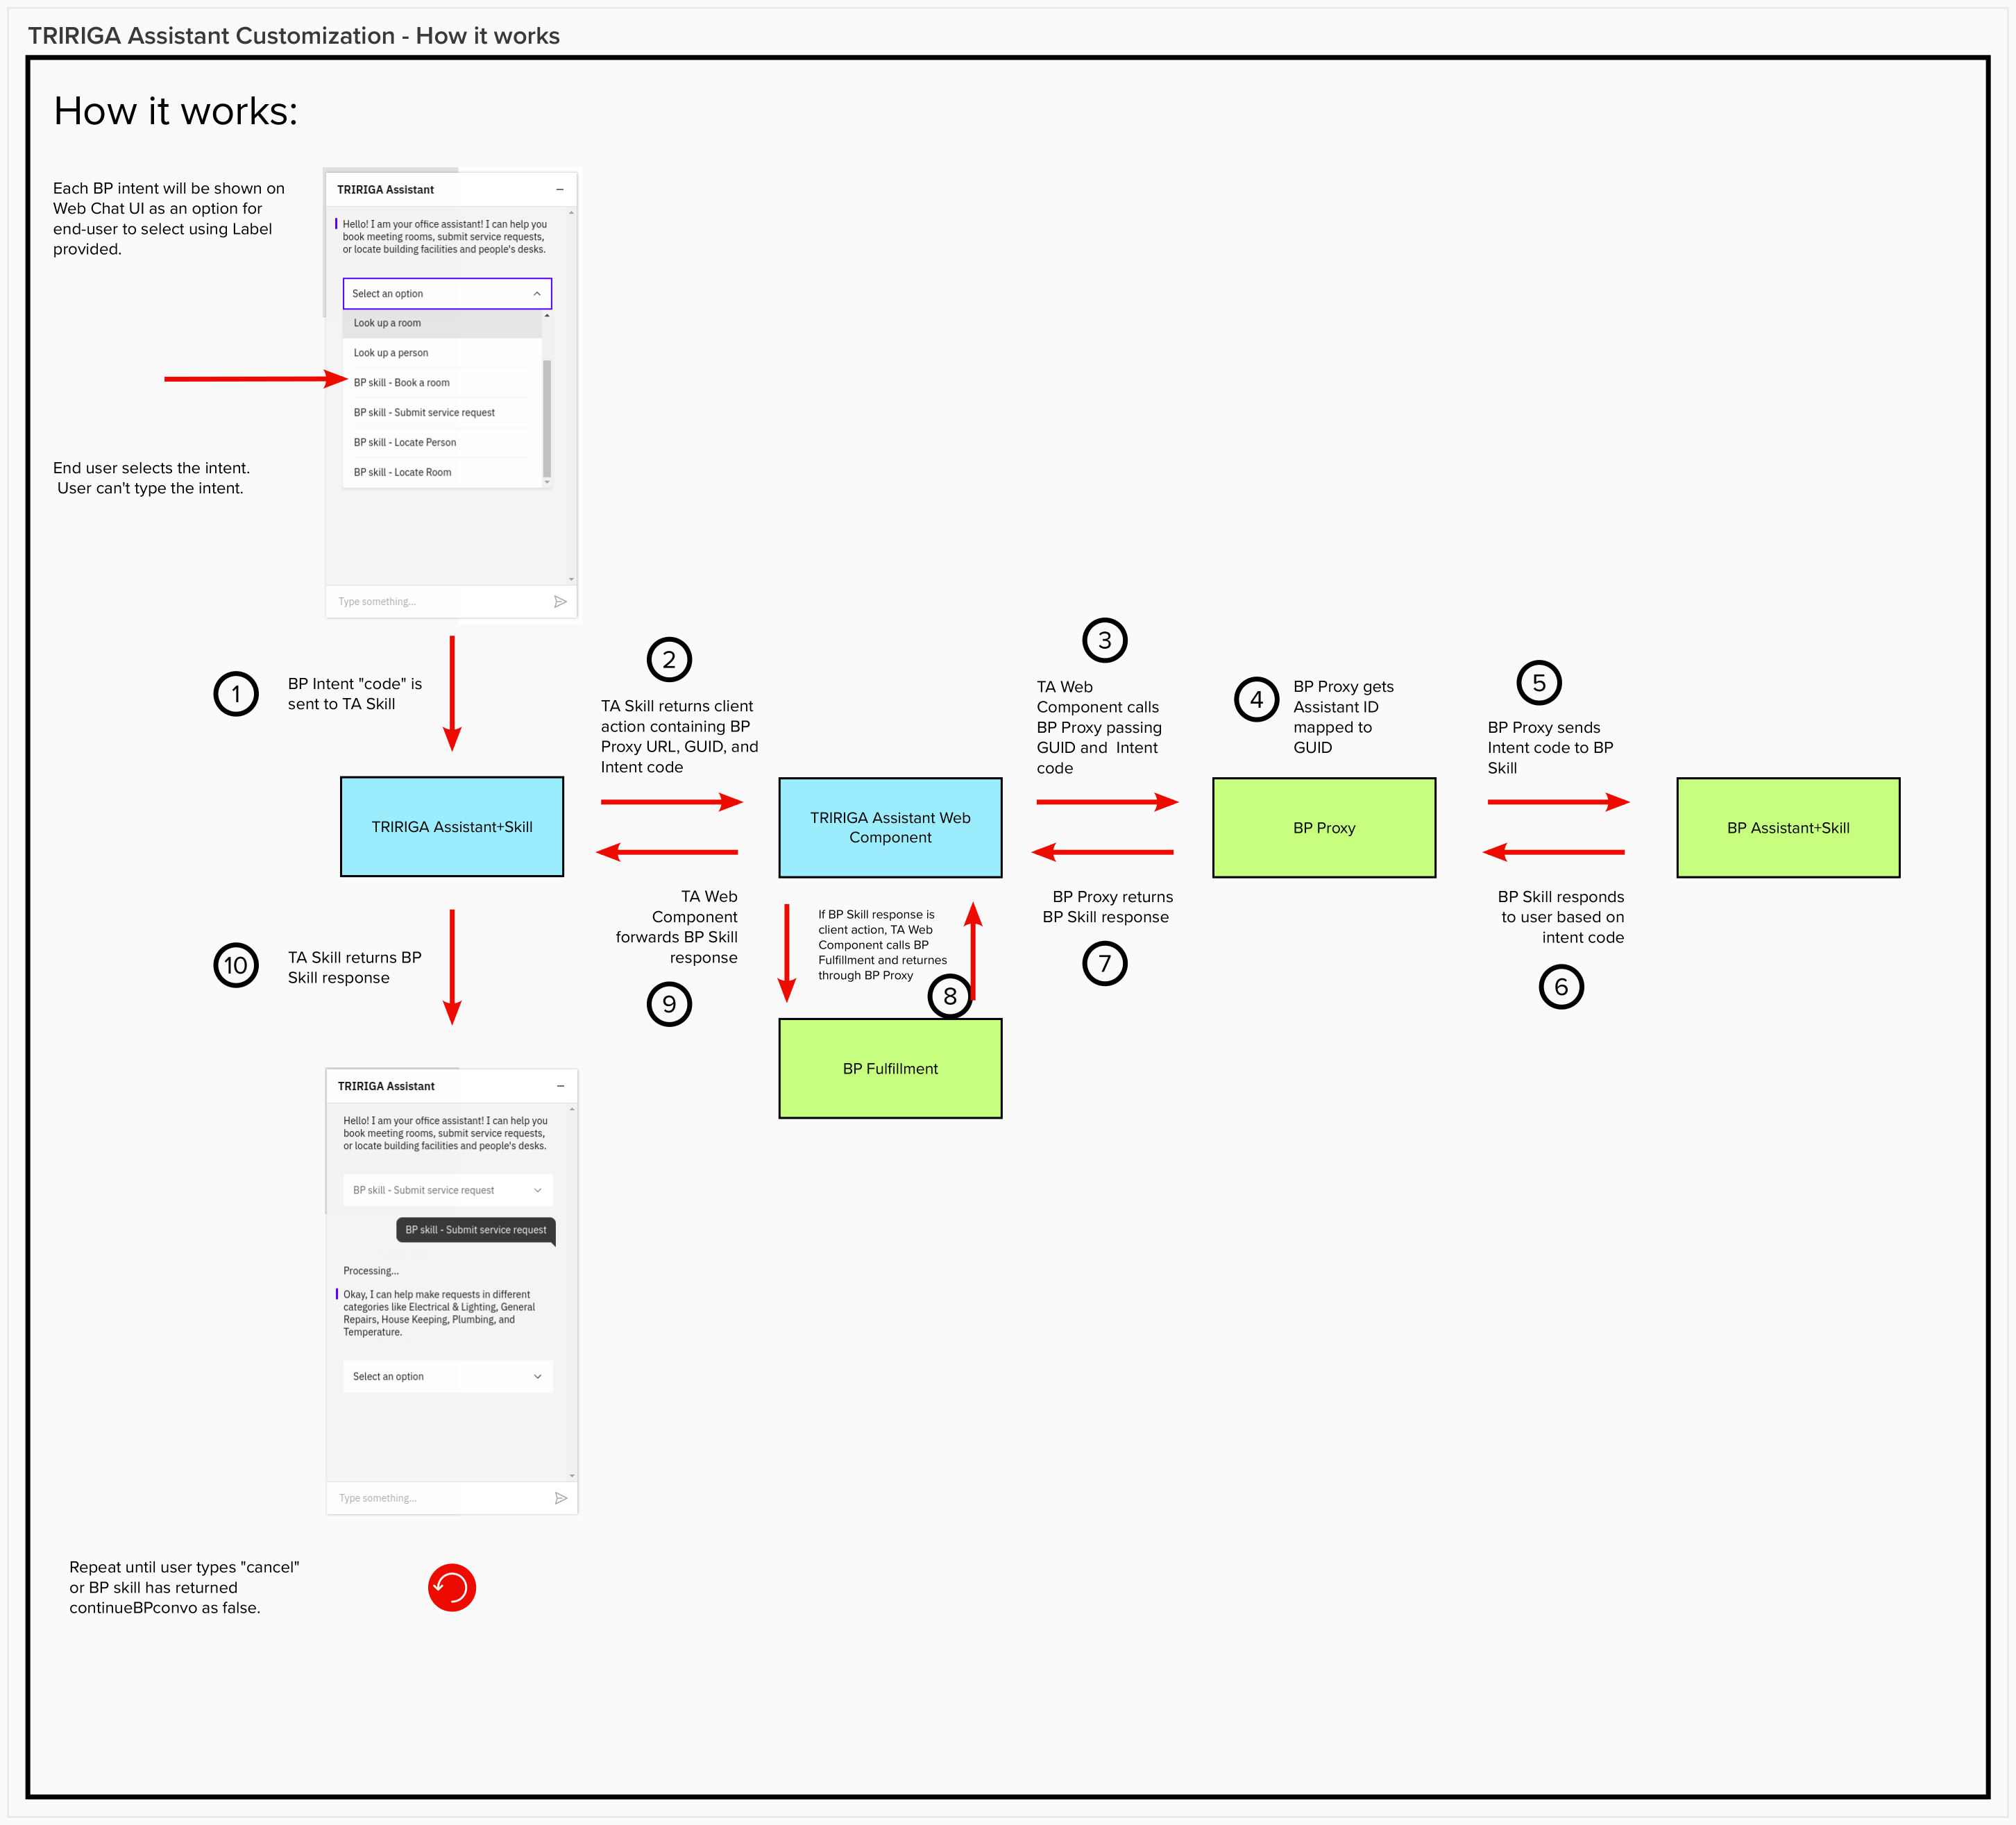 TRIRIGA Assistant Customization - How it works
How it works:
Each BP intent will be shown on
Web Chat UI as an option for
end-user to select using Label
provided.
TRIRIGA Assistant
Hello! I am your office assistant! I can help you
book meeting rooms, submit service requests,
or locate building facilities and people's desks.
Select an option
Look up a room
Look up a person
BP skill - Book a room
BP skill - Submit service request
BP skill - Locate Person
BP skill - Locate Room
Type something...
End user selects the intent.
User can't type the intent.
1
BP Intent "code" is
sent to TA Skill
2
TA Skill returns client
action containing BP
Proxy URL, GUID, and
Intent code
3
TA Web
Component calls
BP Proxy passing
GUID and Intent
code
4
BP Proxy gets
Assistant ID
mapped to
GUID
5
BP Proxy sends
Intent code to BP
Skill
TRIRIGA Assistant+Skill
TRIRIGA Assistant Web
Component
BP Proxy
BP Assistant+Skill
BP Skill responds
to user based on
intent code
6
BP Proxy returns
BP Skill response
7
If BP Skill response is
client action, TA Web
Component calls BP
Fulfillment and returnes
through BP Proxy
8
BP Fulfillment
TA Web
Component
forwards BP Skill
response
9
10
TA Skill returns BP
Skill response
TRIRIGA Assistant
Hello! I am your office assistant! I can help you
book meeting rooms, submit service requests,
or locate building facilities and people's desks.
BP skill - Submit service request
BP skill - Submit service request
Processing...
Okay, I can help make requests in different
categories like Electrical & Lighting, General
Repairs, House Keeping, Plumbing, and
Temperature.
Select an option
Type something...
Repeat until user types "cancel"
or BP skill has returned
continueBPconvo as false.